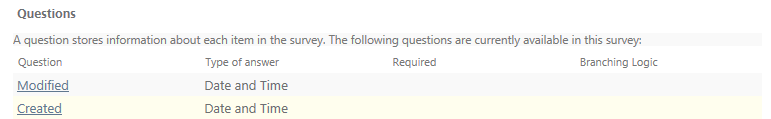 Questions
A question stores information about each item in the survey. The following questions are currently available in this survey:
Question Type of answer Required Branching Logic
Modified Date and Time
Created Date and Time